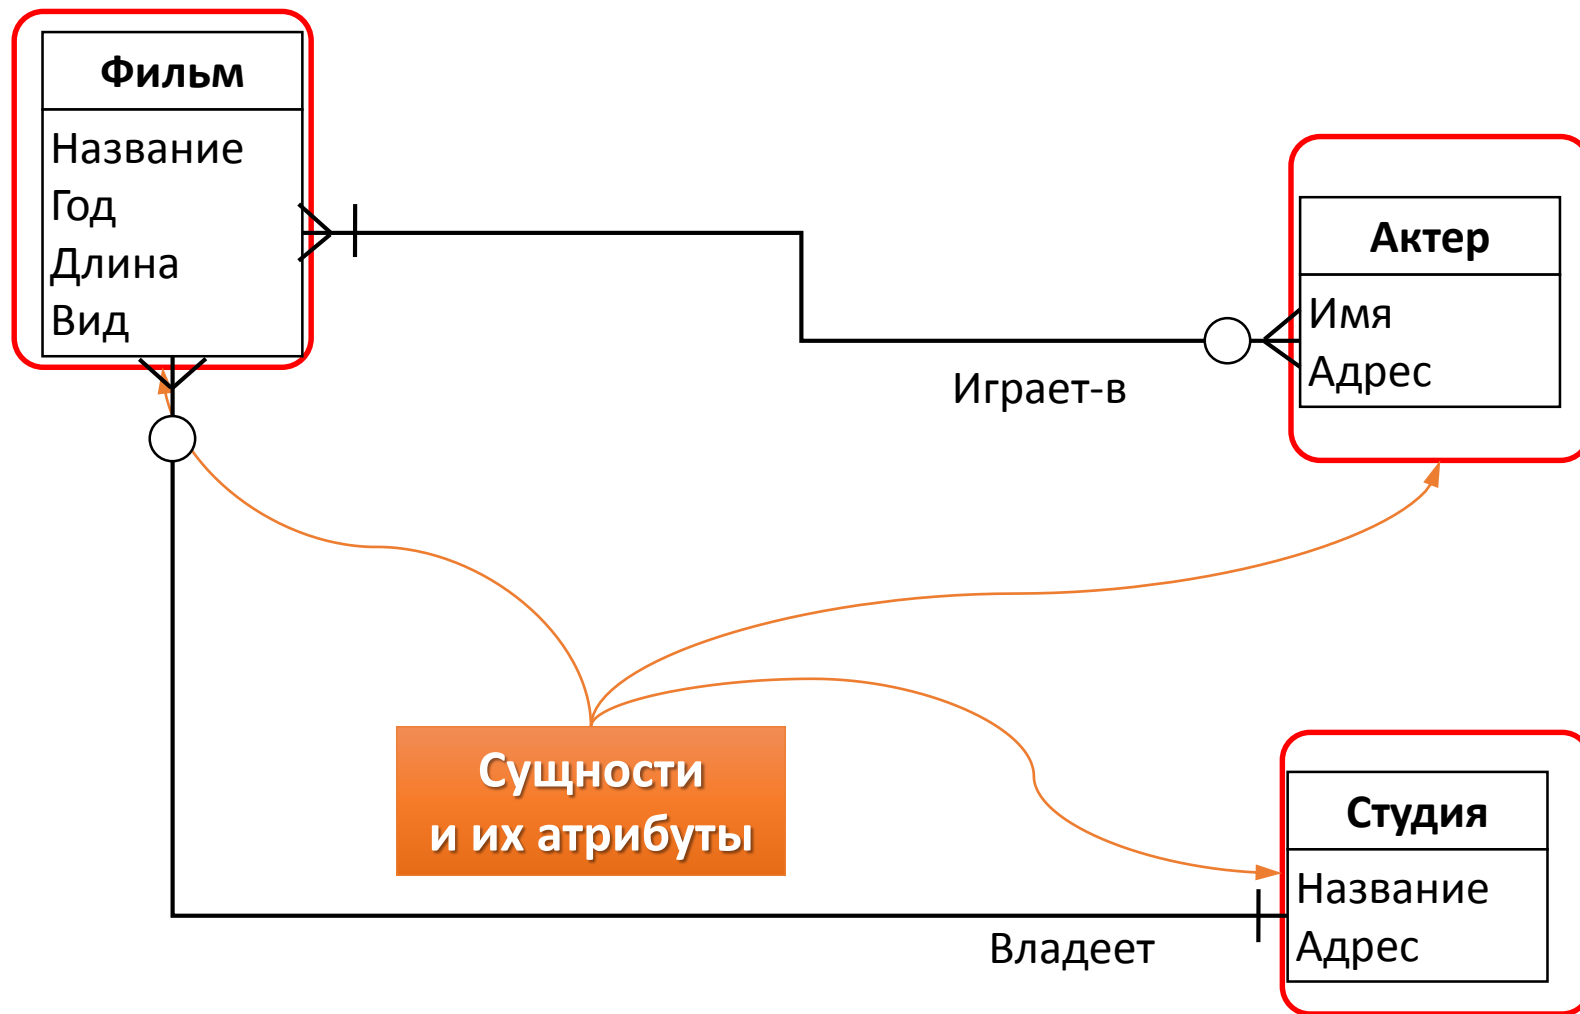 Фильм
Название
Год
Длина
Вид
Актер
Имя
Адрес
Играет-в
Сущности
и их атрибуты
Студия
Название
Адрес
Владеет